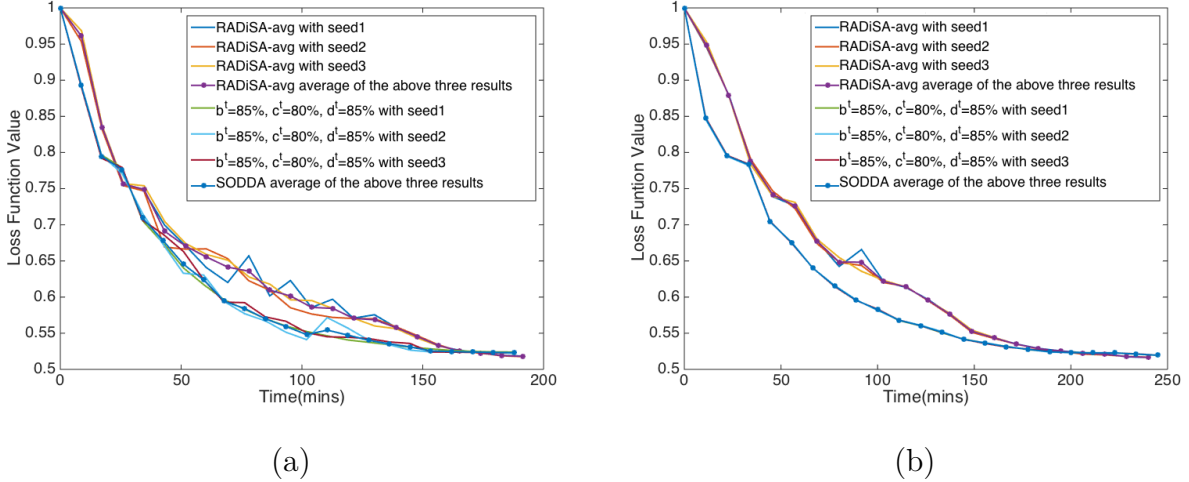 1
0.95
0.9
0.85
0.8
0.75
0.7
0.65
0.6
0.55
0.5
Loss Function Value
0 50 100 150 200
Time(mins)
RADiSA-avg with seed1
RADiSA-avg with seed2
RADiSA-avg with seed3
RADiSA-avg average of the above three results
b^t=85%, c^t=80%, d^t=85% with seed1
b^t=85%, c^t=80%, d^t=85% with seed2
b^t=85%, c^t=80%, d^t=85% with seed3
SODDA average of the above three results
(a)
1
0.95
0.9
0.85
0.8
0.75
0.7
0.65
0.6
0.55
0.5
Loss Funtion Value
0 50 100 150 200 250
Time(mins)
RADiSA-avg with seed1
RADiSA-avg with seed2
RADiSA-avg with seed3
RADiSA-avg average of the above three results
b^t=85%, c^t=80%, d^t=85% with seed1
b^t=85%, c^t=80%, d^t=85% with seed2
b^t=85%, c^t=80%, d^t=85% with seed3
SODDA average of the above three results
(b)